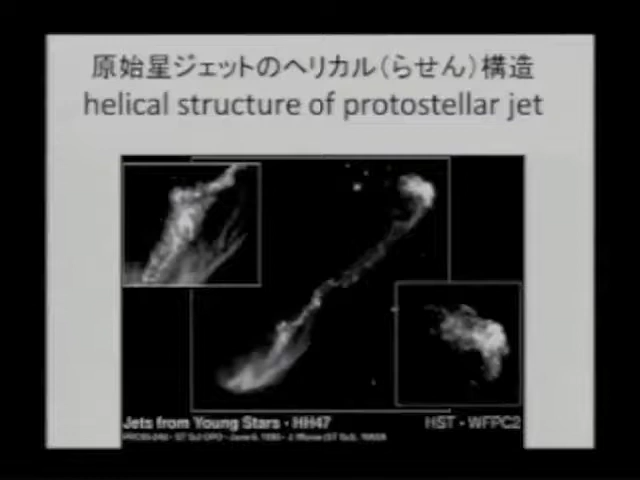 原始星ジェットのヘリカル(らせん)構造
helical structure of protostellar jet
Jets from Young Stars · HH47
HST · WFPC2